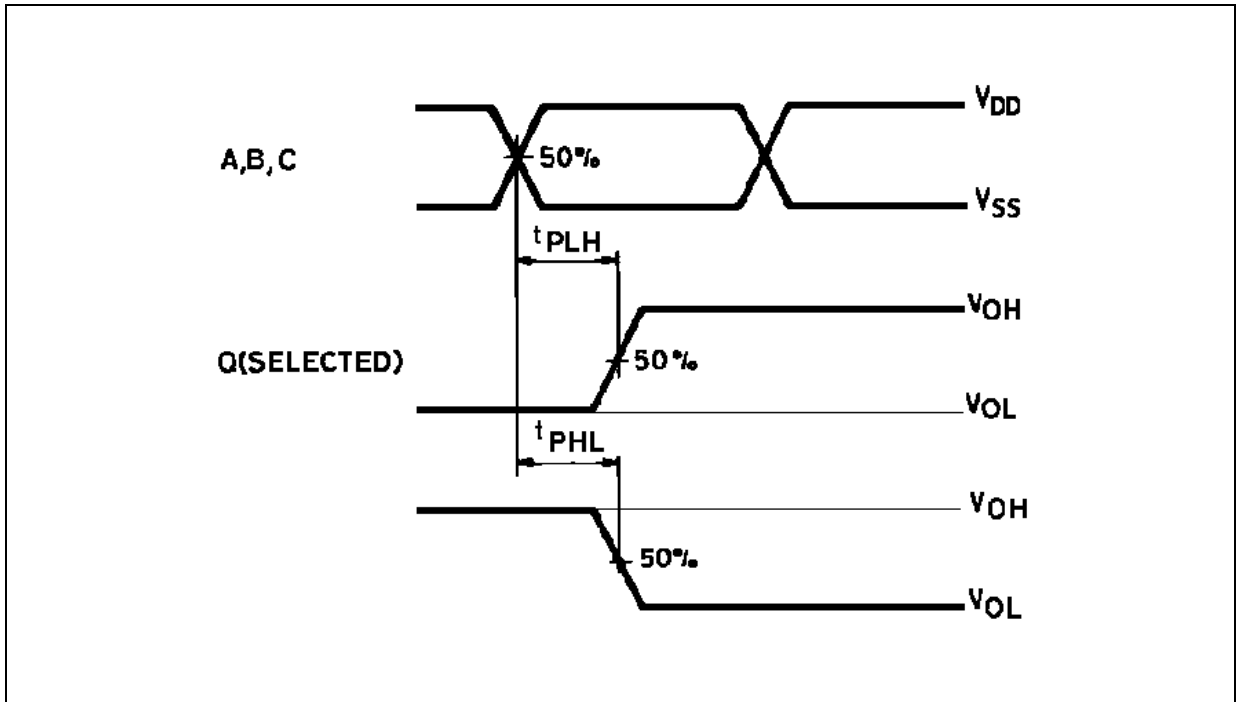 VDD
A,B,C
50%
VSS
tPLH
VOH
Q(SELECTED)
50%
VOL
tPHL
VOH
50%
VOL